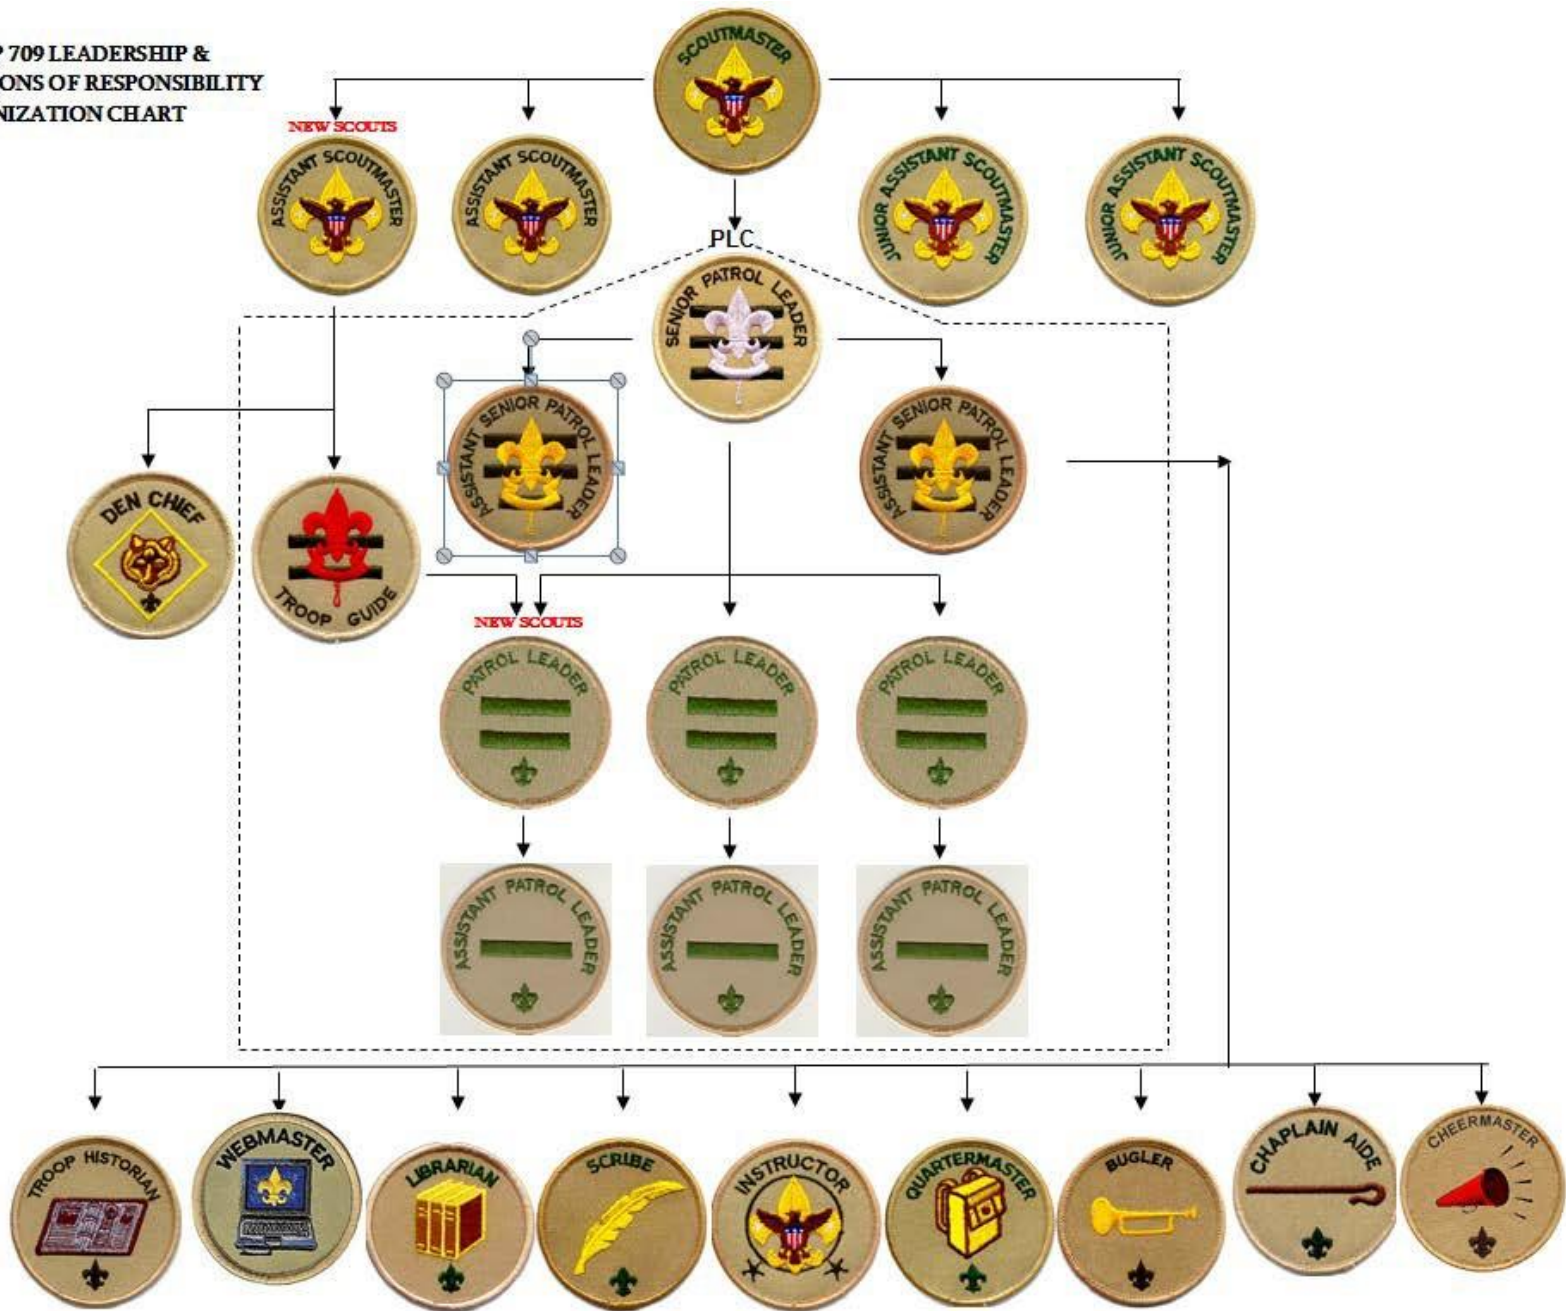 P 709 LEADERSHIP &
ONS OF RESPONSIBILITY
NIZATION CHART
SCOUTMASTER
NEW SCOUTS
ASSISTANT SCOUTMASTER
ASSISTANT SCOUTMASTER
JUNIOR ASSISTANT SCOUTMASTER
JUNIOR ASSISTANT SCOUTMASTER
PLC
SENIOR PATROL LEADER
ASSISTANT SENIOR PATROL LEADER
ASSISTANT SENIOR PATROL LEADER
DEN CHIEF
TROOP GUIDE
NEW SCOUTS
PATROL LEADER
PATROL LEADER
PATROL LEADER
ASSISTANT PATROL LEADER
ASSISTANT PATROL LEADER
ASSISTANT PATROL LEADER
TROOP HISTORIAN
WEBMASTER
LIBRARIAN
SCRIBE
INSTRUCTOR
QUARTERMASTER
BUGLER
CHAPLAIN AIDE
CHEERMASTER